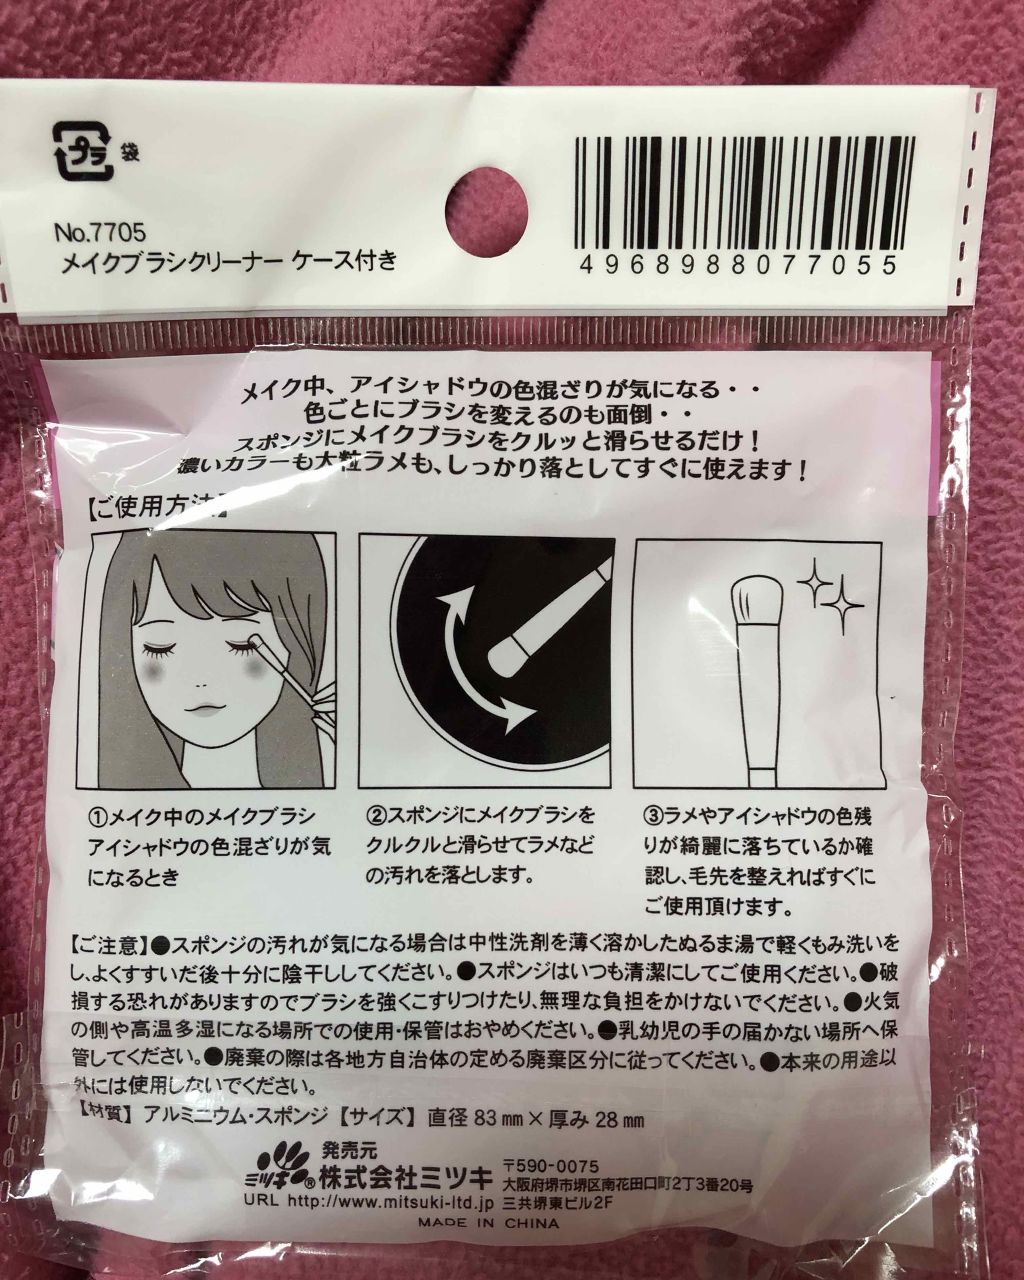 プラ 袋
No.7705
メイクブラシクリーナー ケース付き
4968988077055
メイク中、アイシャドウの色混ざりが気になる・・
色ごとにブラシを変えるのも面倒・・
スポンジにメイクブラシをクルッと滑らせるだけ！
濃いカラーも大粒ラメも、しっかり落としてすぐに使えます！
【ご使用方法】
①メイク中のメイクブラシ
アイシャドウの色混ざりが気
になるとき
②スポンジにメイクブラシを
クルクルと滑らせてラメなど
の汚れを落とします。
③ラメやアイシャドウの色残
りが綺麗に落ちているか確
認し、毛先を整えればすぐに
ご使用頂けます。
【ご注意】●スポンジの汚れが気になる場合は中性洗剤を薄く溶かしたぬるま湯で軽くもみ洗いを
し、よくすすいだ後十分に陰干ししてください。●スポンジはいつも清潔にしてご使用ください。●破
損する恐れがありますのでブラシを強くこすりつけたり、無理な負担をかけないでください。●火気
の側や高温多湿になる場所での使用・保管はおやめください。●乳幼児の手の届かない場所へ保
管してください。●廃棄の際は各地方自治体の定める廃棄区分に従ってください。●本来の用途以
外には使用しないでください。
【材質】アルミニウム・スポンジ【サイズ】直径83㎜×厚み28㎜
発売元
ミツキ® 株式会社ミツキ
〒590-0075
大阪府堺市堺区南花田口町2丁3番20号
URL http://www.mitsuki-ltd.jp 三共堺東ビル2F
MADE IN CHINA